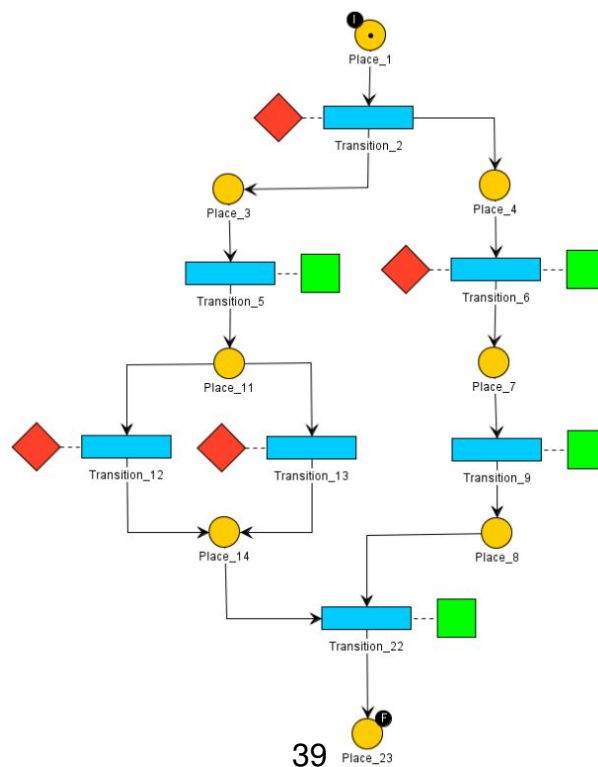 I
Place_1
Transition_2
Place_3
Place_4
Transition_5
Transition_6
Place_11
Place_7
Transition_12
Transition_13
Transition_9
Place_14
Place_8
Transition_22
F
39
Place_23